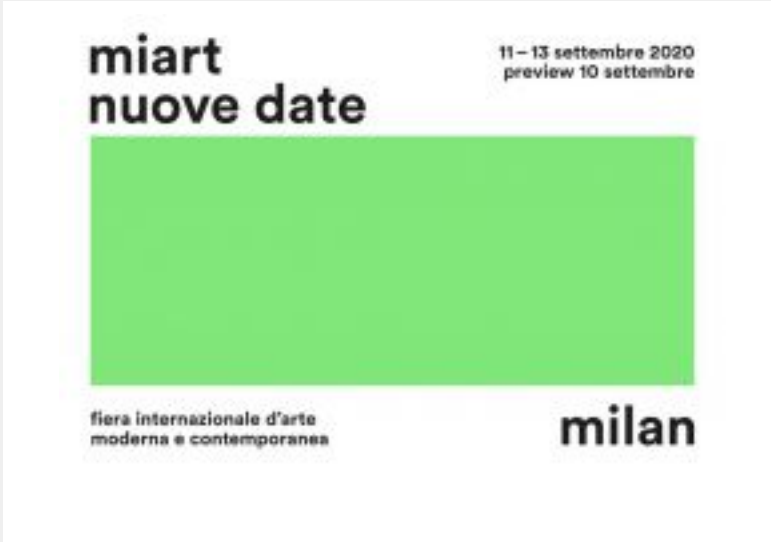 miart
nuove date
11–13 settembre 2020
preview 10 settembre
fiera internazionale d'arte
moderna e contemporanea
milan